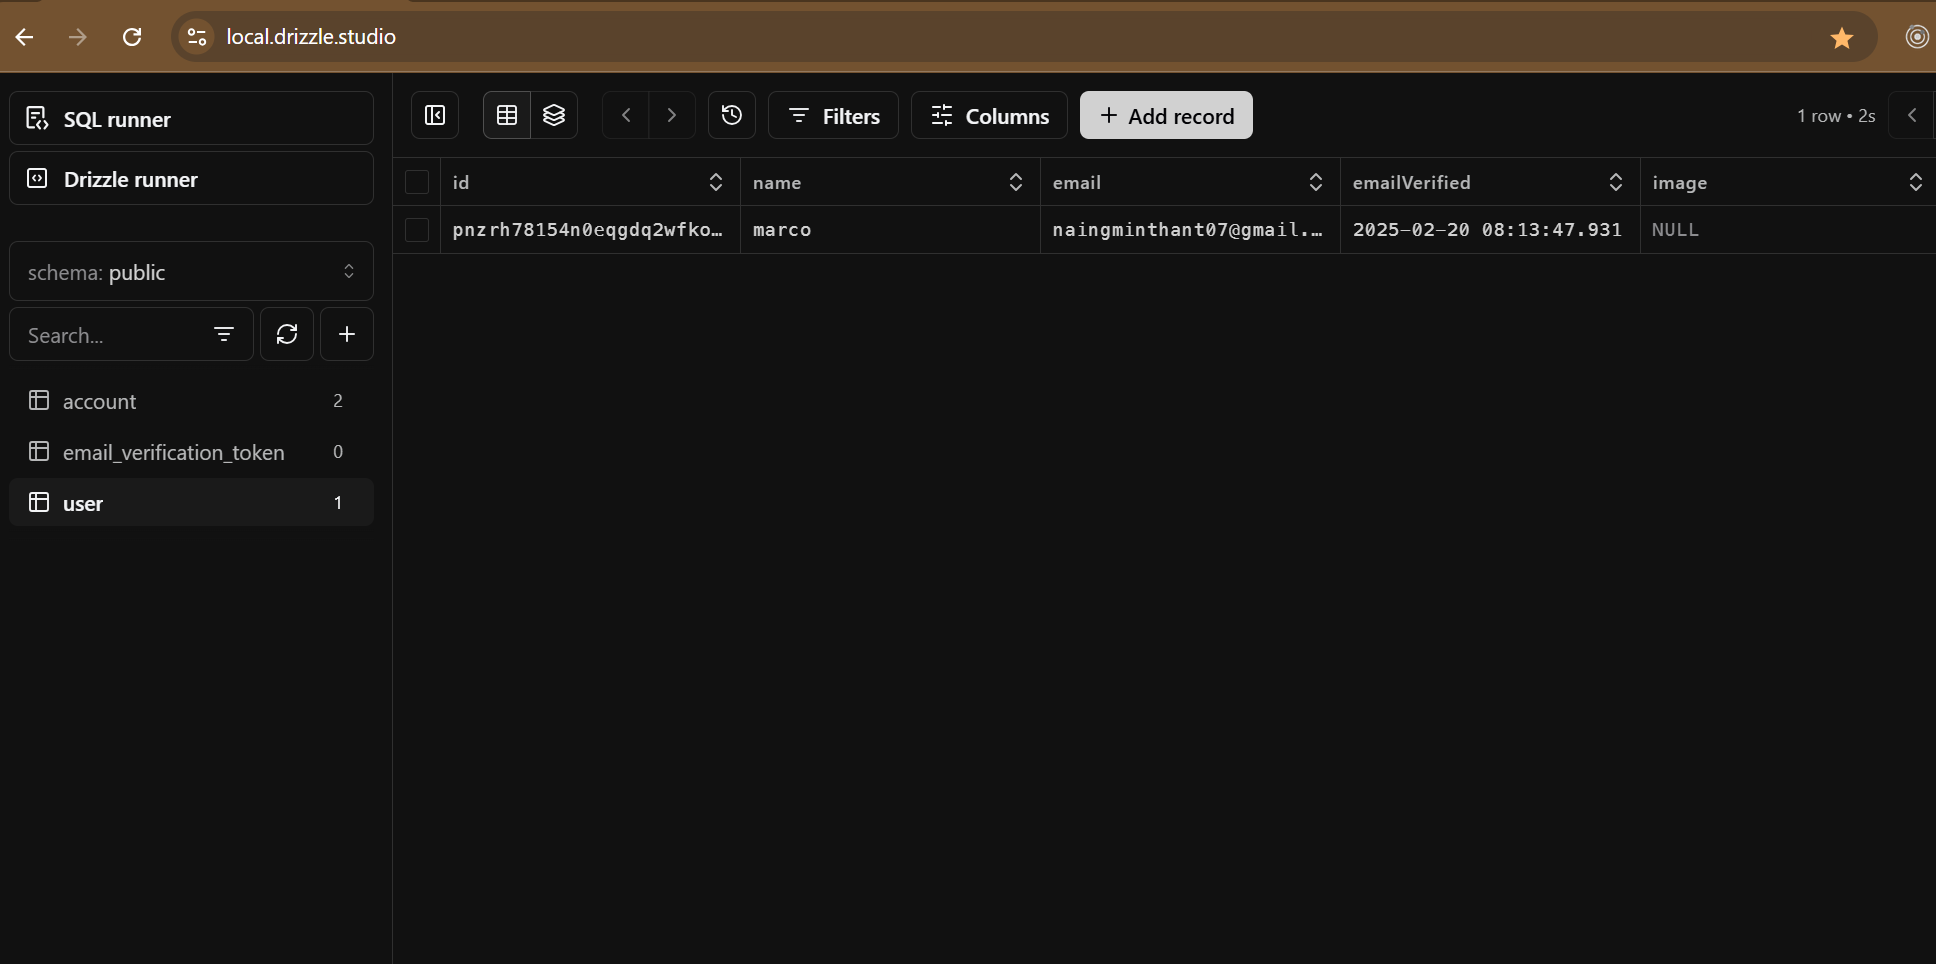 local.drizzle.studio
SQL runner
Drizzle runner
schema: public
Search...
account 2
email_verification_token 0
user 1
Filters
Columns
+ Add record
1 row • 2s
id name email emailVerified image
pnzrh78154n0eqgdq2wfko… marco naingminthant07@gmail.… 2025-02-20 08:13:47.931 NULL